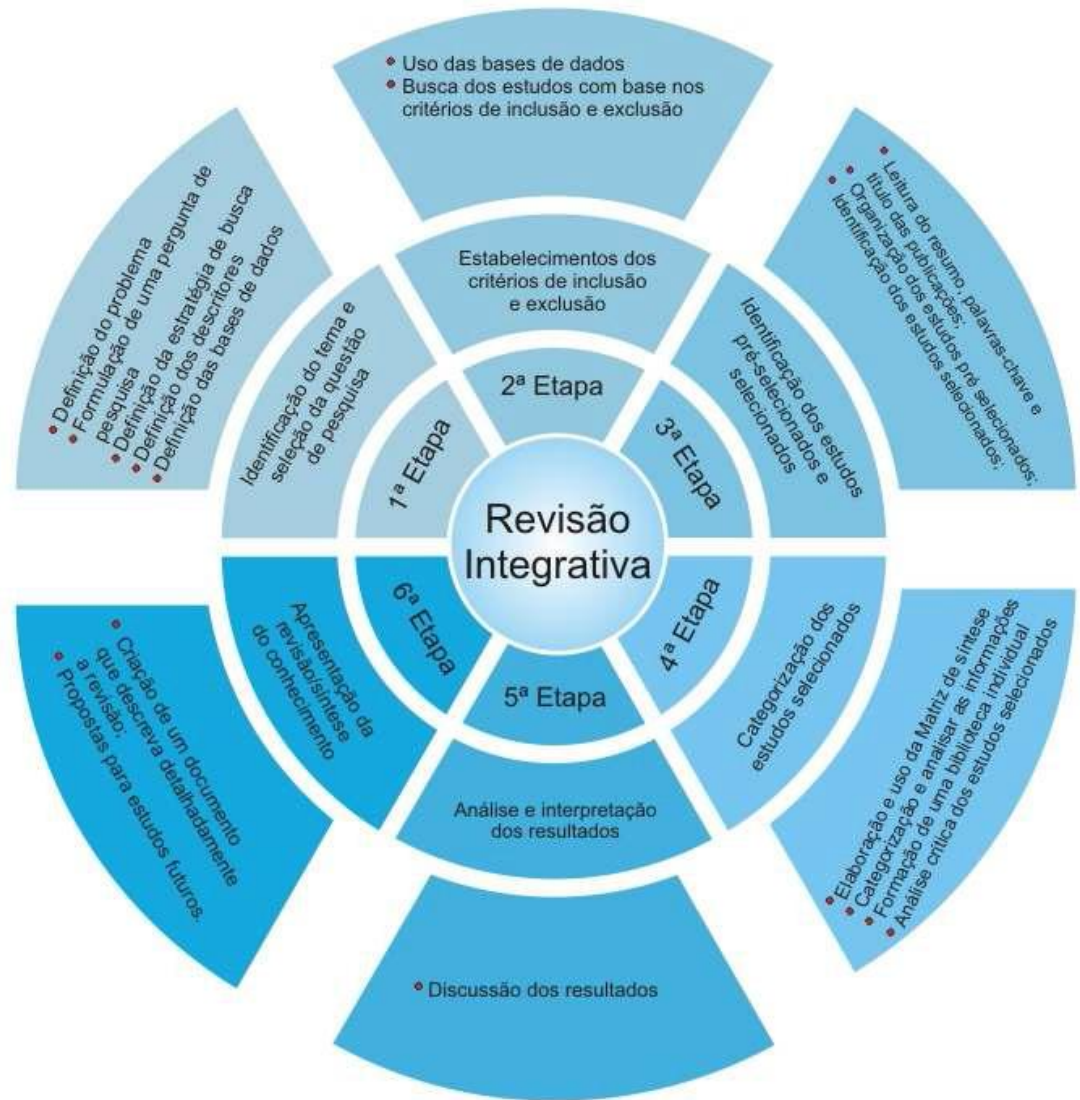 Revisão
Integrativa
1ª Etapa
Identificação do tema e
seleção da questão
de pesquisa
Definição do problema
Formulação de uma pergunta de
pesquisa
Definição da estratégia de busca
Definição dos descritores
Definição das bases de dados
2ª Etapa
Estabelecimentos dos
critérios de inclusão
e exclusão
Uso das bases de dados
Busca dos estudos com base nos
critérios de inclusão e exclusão
3ª Etapa
Identificação dos estudos
pré-selecionados e
selecionados
Leitura do resumo, palavras-chave e
título das publicações;
Organização dos estudos pré selecionados;
Identificação dos estudos selecionados;
4ª Etapa
Categorização dos
estudos selecionados
Elaboração e uso da Matriz de síntese
Categorização e analisar as informações
Formação de uma biblioteca individual
Análise crítica dos estudos selecionados
5ª Etapa
Análise e interpretação
dos resultados
Discussão dos resultados
6ª Etapa
Apresentação da
revisão/síntese
do conhecimento
Criação de um documento
que descreva detalhadamente
a revisão;
Propostas para estudos futuros.